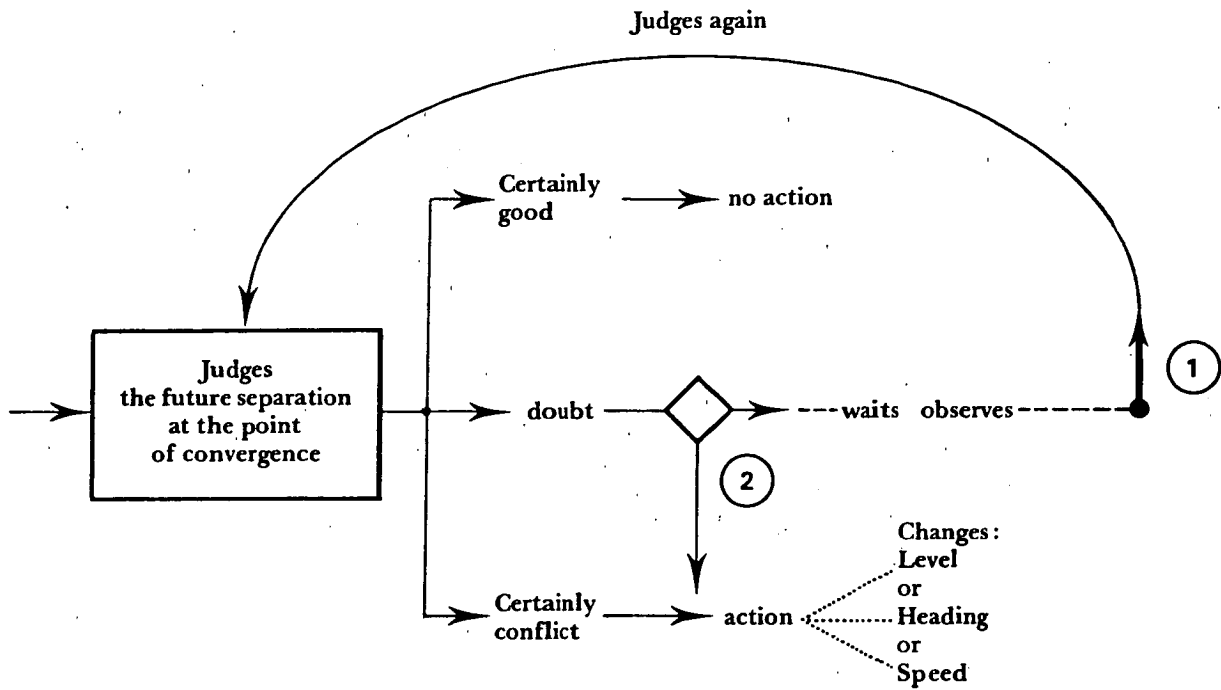 Judges again
Certainly
good
no action
Judges
the future separation
at the point
of convergence
doubt
waits observes
1
2
Certainly
conflict
action
Changes:
Level
or
Heading
or
Speed